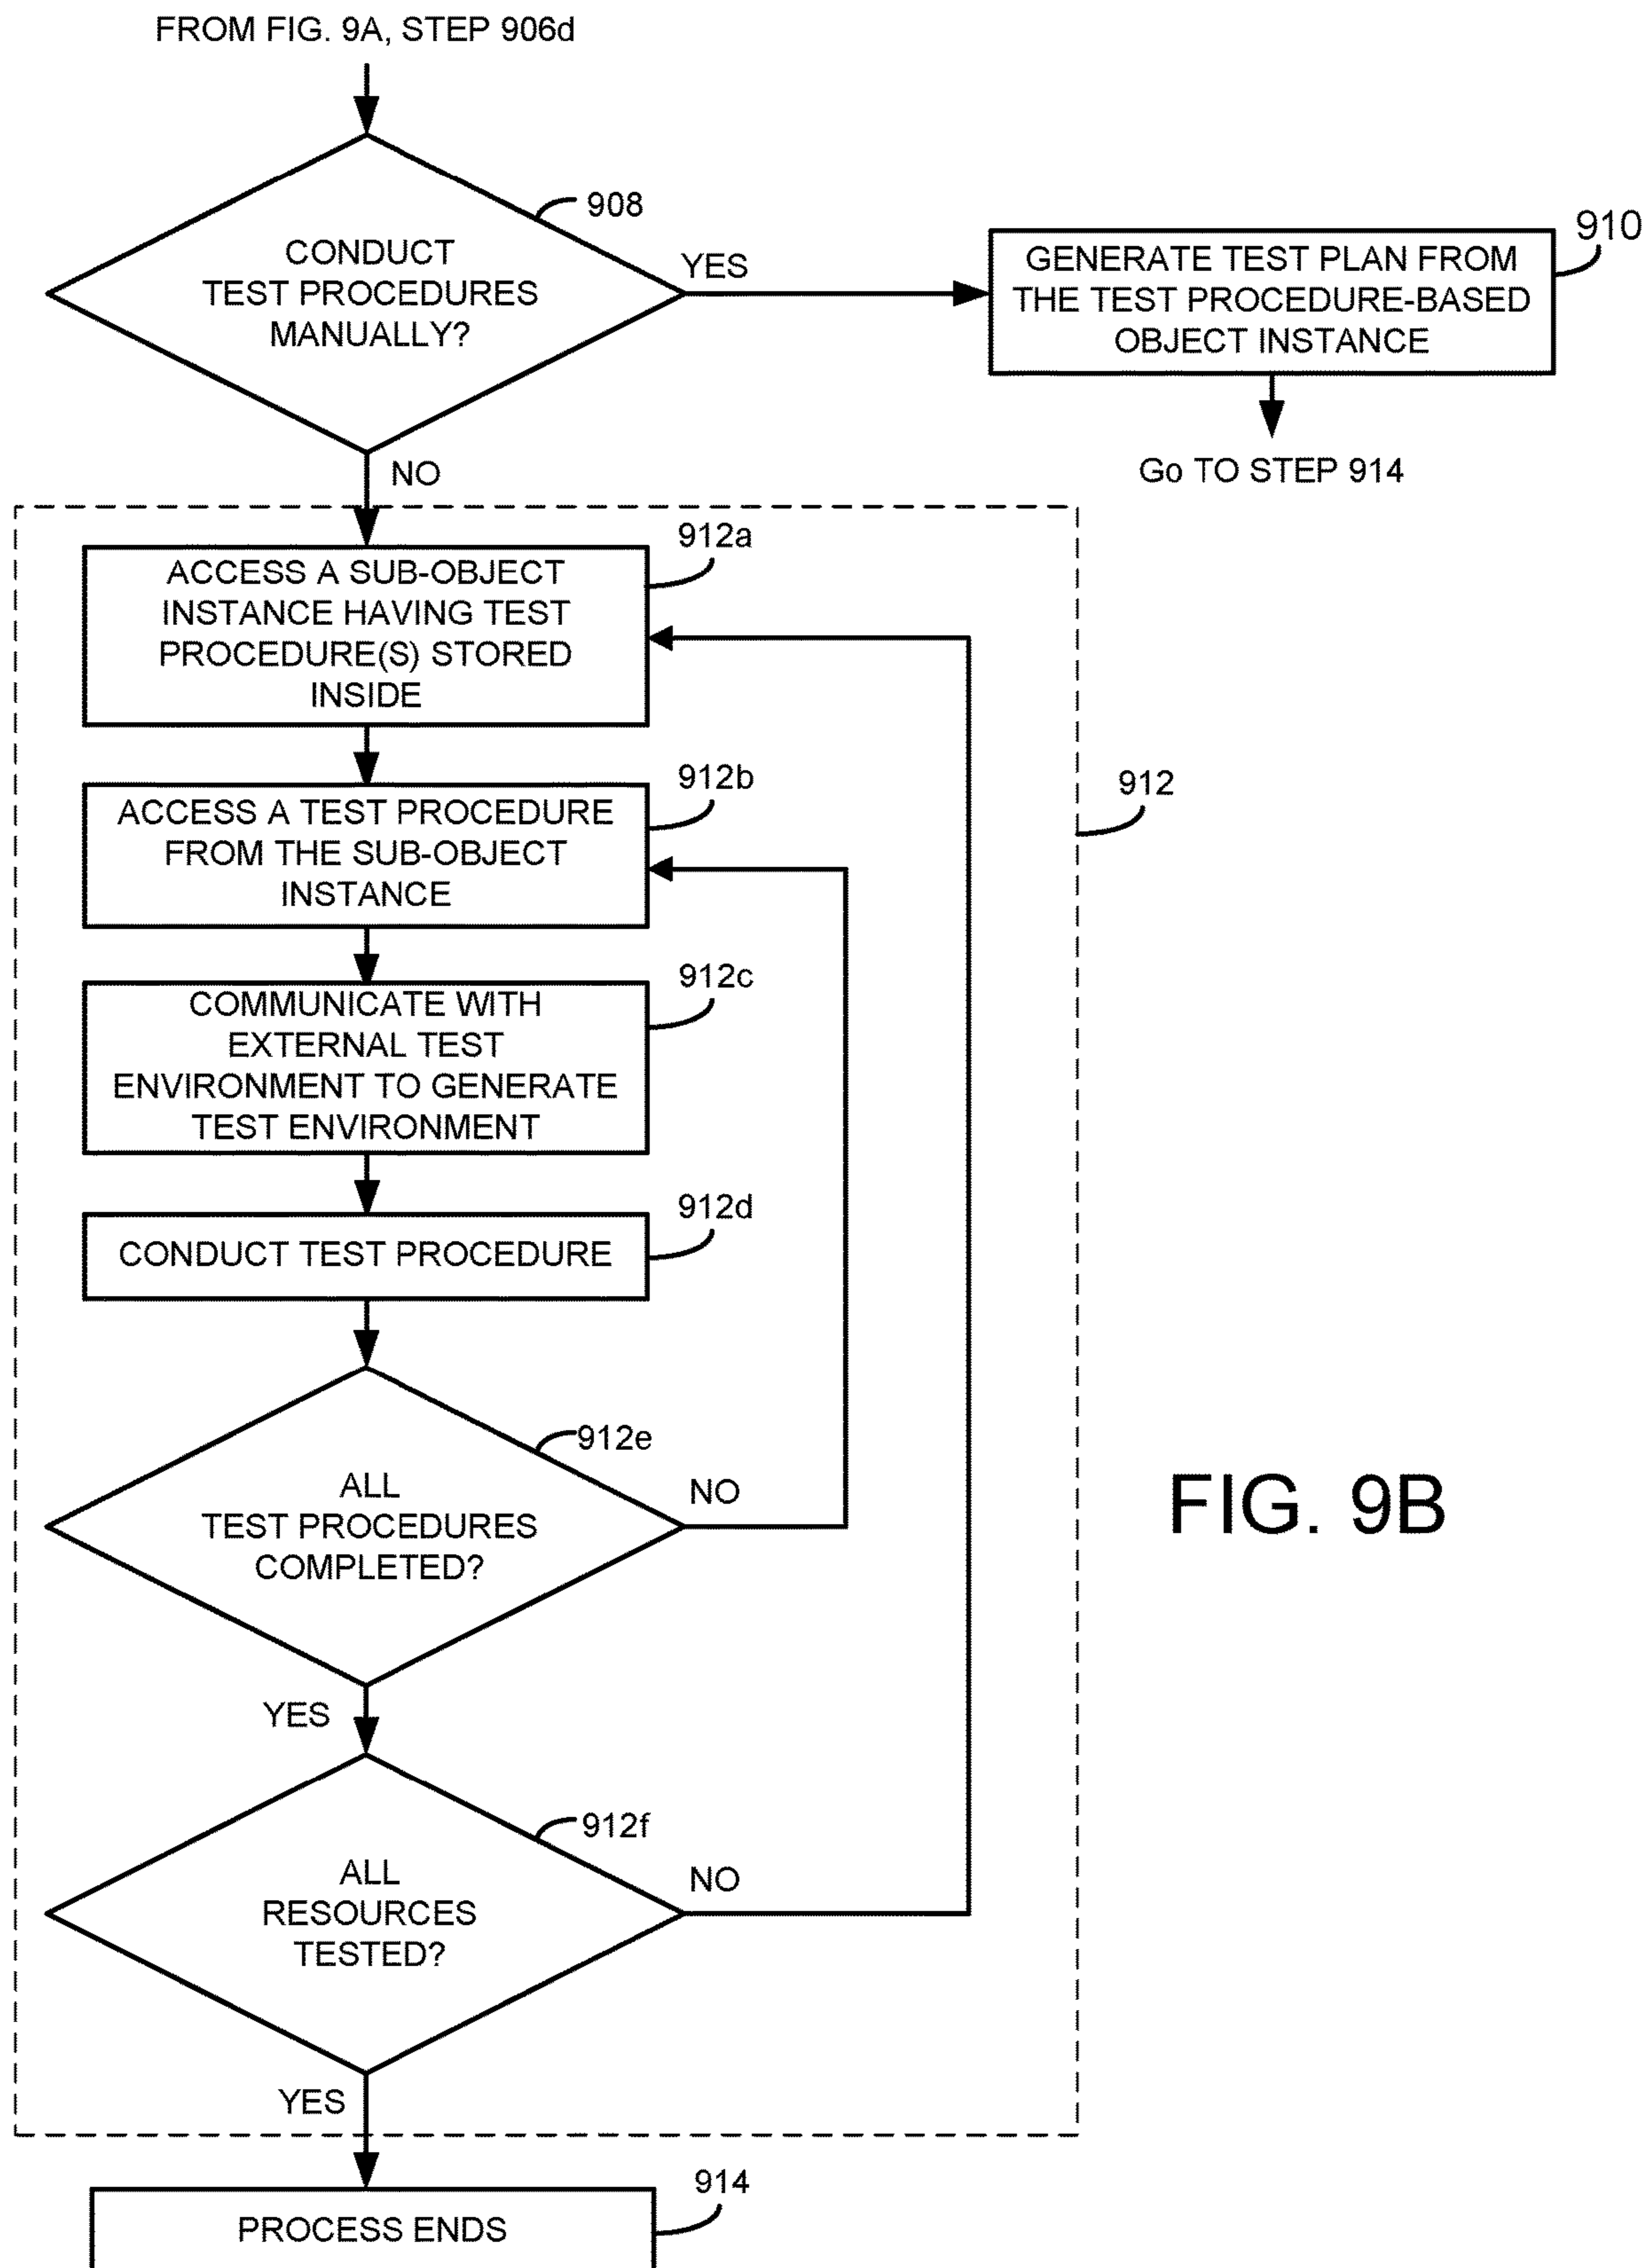 FROM FIG. 9A, STEP 906d
908
CONDUCT
TEST PROCEDURES
MANUALLY?
YES
910
GENERATE TEST PLAN FROM
THE TEST PROCEDURE-BASED
OBJECT INSTANCE
Go TO STEP 914
NO
912a
ACCESS A SUB-OBJECT
INSTANCE HAVING TEST
PROCEDURE(S) STORED
INSIDE
912b
ACCESS A TEST PROCEDURE
FROM THE SUB-OBJECT
INSTANCE
912
912c
COMMUNICATE WITH
EXTERNAL TEST
ENVIRONMENT TO GENERATE
TEST ENVIRONMENT
912d
CONDUCT TEST PROCEDURE
912e
ALL
TEST PROCEDURES
COMPLETED?
NO
FIG. 9B
YES
912f
ALL
RESOURCES
TESTED?
NO
YES
914
PROCESS ENDS